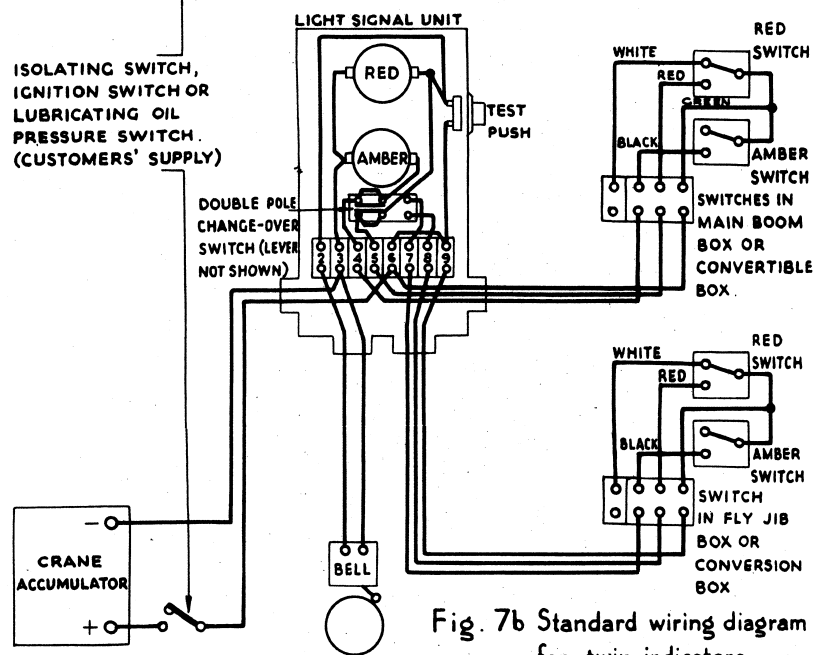 LIGHT SIGNAL UNIT
ISOLATING SWITCH,
IGNITION SWITCH OR
LUBRICATING OIL
PRESSURE SWITCH.
(CUSTOMERS' SUPPLY)
RED
AMBER
TEST
PUSH
DOUBLE POLE
CHANGE-OVER
SWITCH (LEVER
NOT SHOWN)
2 3 4 5 6 7 8 9
WHITE
RED
GREEN
BLACK
RED
SWITCH
AMBER
SWITCH
SWITCHES IN
MAIN BOOM
BOX OR
CONVERTIBLE
BOX.
WHITE
RED
BLACK
RED
SWITCH
AMBER
SWITCH
SWITCH
IN FLY JIB
BOX OR
CONVERSION
BOX
CRANE
ACCUMULATOR
−
+
BELL
Fig. 7b Standard wiring diagram
for twin indicators